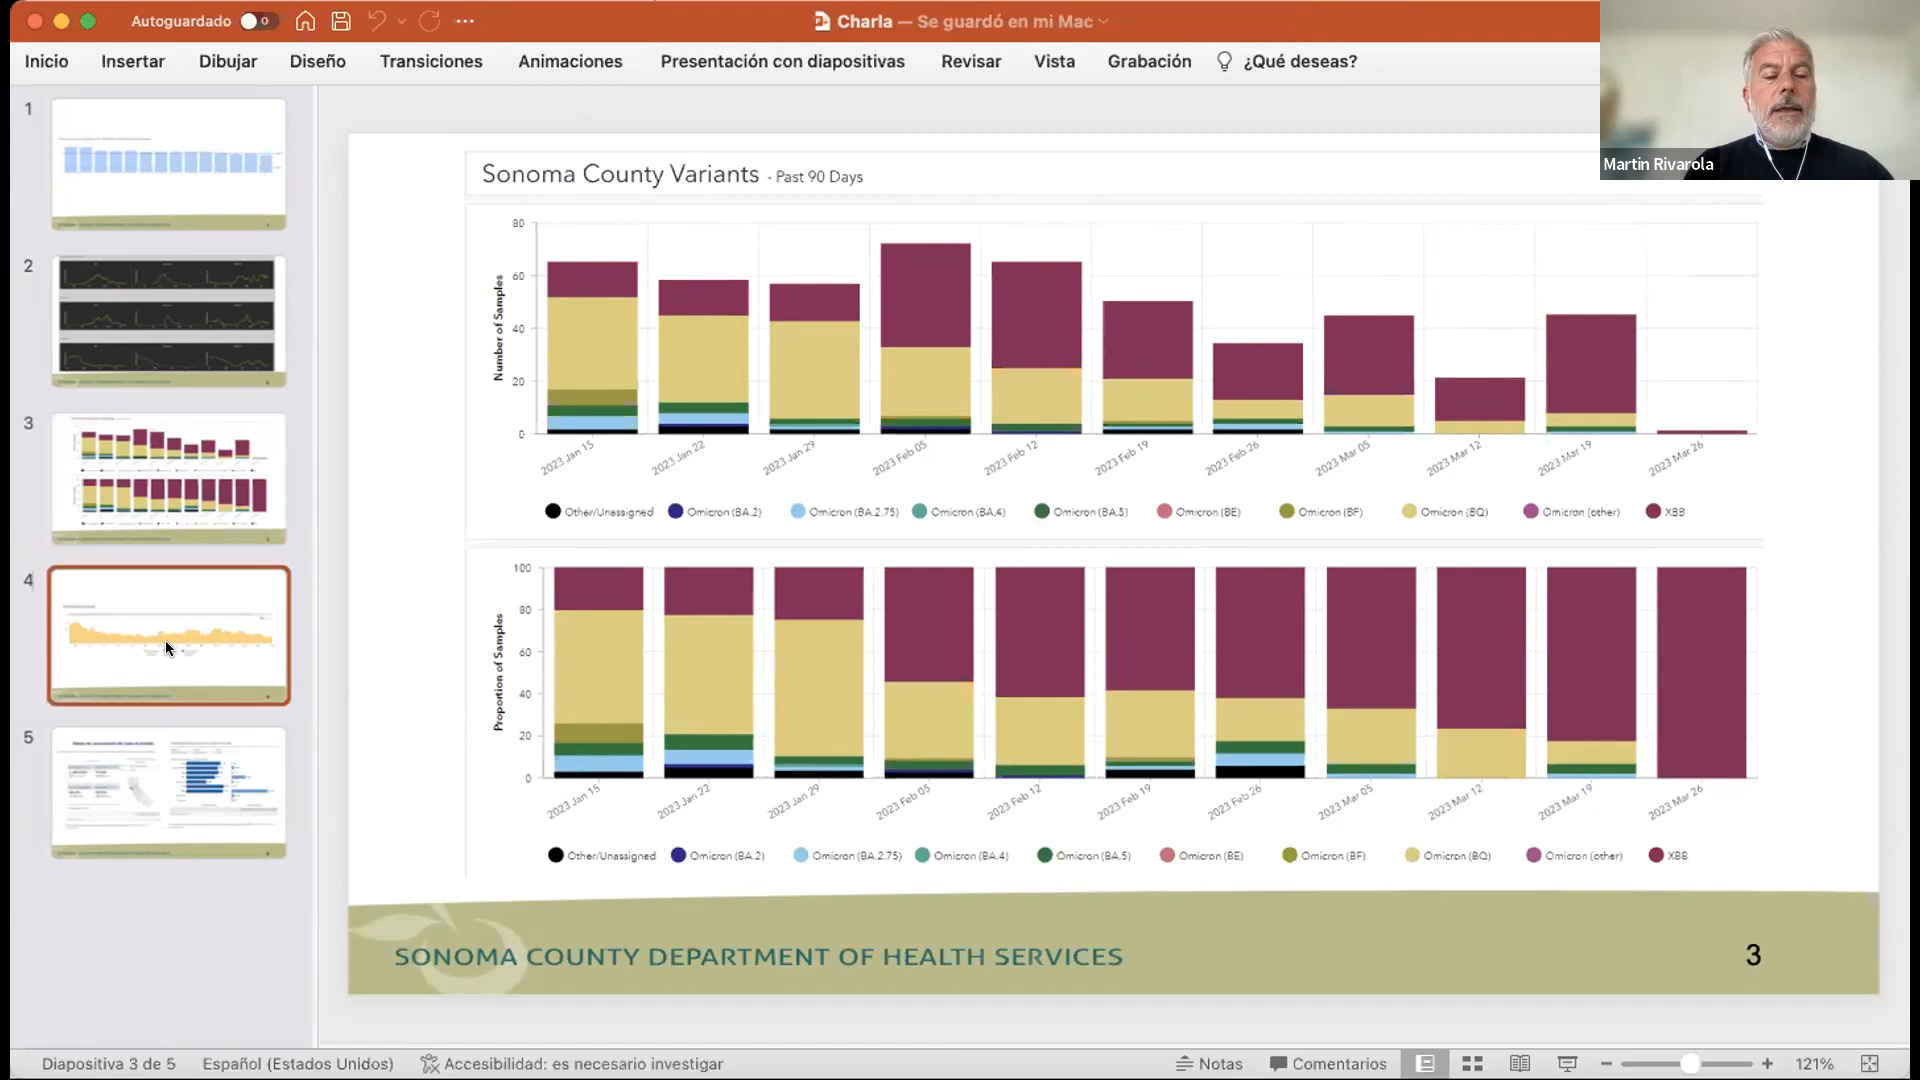 Autoguardado
Charla — Se guardó en mi Mac
Inicio Insertar Dibujar Diseño Transiciones Animaciones Presentación con diapositivas Revisar Vista Grabación ¿Qué deseas?
Martin Rivarola
1
2
3
4
5
Sonoma County Variants - Past 90 Days
Number of Samples
80
60
40
20
0
2023 Jan 15 2023 Jan 22 2023 Jan 29 2023 Feb 05 2023 Feb 12 2023 Feb 19 2023 Feb 26 2023 Mar 05 2023 Mar 12 2023 Mar 19 2023 Mar 26
Other/Unassigned Omicron (BA.2) Omicron (BA.2.75) Omicron (BA.4) Omicron (BA.5) Omicron (BE) Omicron (BF) Omicron (BQ) Omicron (other) XBB
Proportion of Samples
100
80
60
40
20
0
2023 Jan 15 2023 Jan 22 2023 Jan 29 2023 Feb 05 2023 Feb 12 2023 Feb 19 2023 Feb 26 2023 Mar 05 2023 Mar 12 2023 Mar 19 2023 Mar 26
Other/Unassigned Omicron (BA.2) Omicron (BA.2.75) Omicron (BA.4) Omicron (BA.5) Omicron (BE) Omicron (BF) Omicron (BQ) Omicron (other) XBB
SONOMA COUNTY DEPARTMENT OF HEALTH SERVICES 3
Diapositiva 3 de 5 Español (Estados Unidos) Accesibilidad: es necesario investigar Notas Comentarios 121%